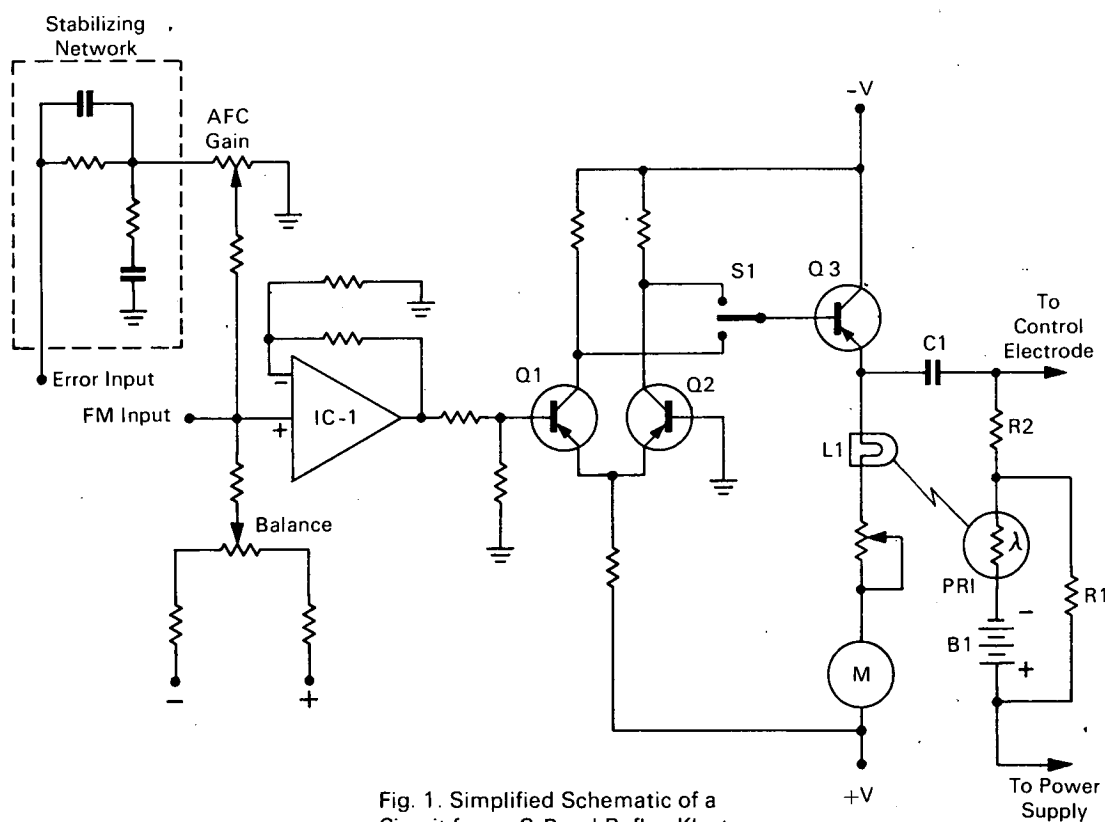 Stabilizing
Network
AFC
Gain
Error Input
FM Input
IC-1
-
+
Balance
-
+
Q1
Q2
S1
-V
Q3
C1
To
Control
Electrode
R2
L1
λ
PRI
R1
-
B1
+
M
+V
To Power
Supply
Fig. 1. Simplified Schematic of a